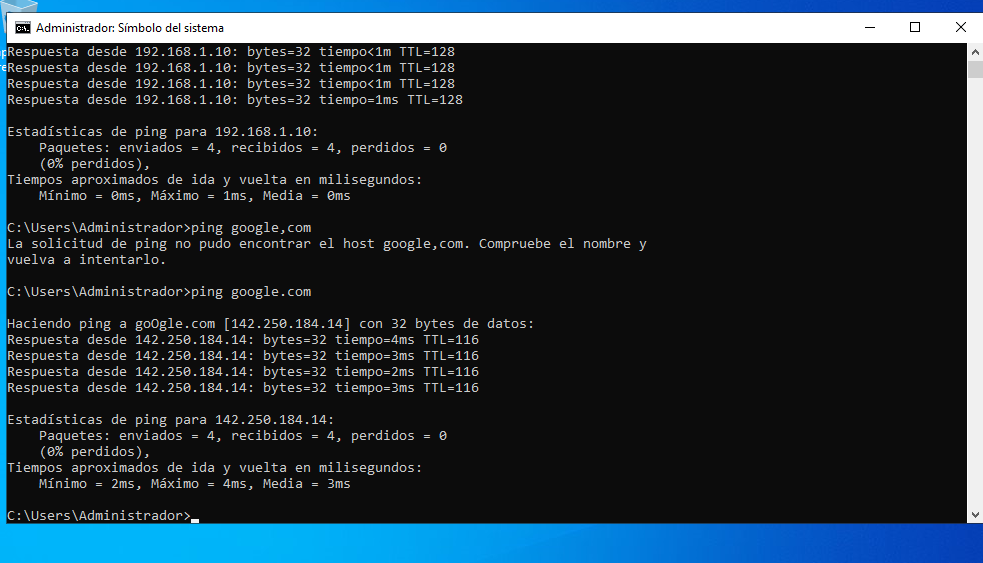 Administrador: Símbolo del sistema
Respuesta desde 192.168.1.10: bytes=32 tiempo<1m TTL=128
Respuesta desde 192.168.1.10: bytes=32 tiempo<1m TTL=128
Respuesta desde 192.168.1.10: bytes=32 tiempo<1m TTL=128
Respuesta desde 192.168.1.10: bytes=32 tiempo=1ms TTL=128
Estadísticas de ping para 192.168.1.10:
Paquetes: enviados = 4, recibidos = 4, perdidos = 0
(0% perdidos),
Tiempos aproximados de ida y vuelta en milisegundos:
Mínimo = 0ms, Máximo = 1ms, Media = 0ms
C:\Users\Administrador>ping google,com
La solicitud de ping no pudo encontrar el host google,com. Compruebe el nombre y
vuelva a intentarlo.
C:\Users\Administrador>ping google.com
Haciendo ping a goOgle.com [142.250.184.14] con 32 bytes de datos:
Respuesta desde 142.250.184.14: bytes=32 tiempo=4ms TTL=116
Respuesta desde 142.250.184.14: bytes=32 tiempo=3ms TTL=116
Respuesta desde 142.250.184.14: bytes=32 tiempo=2ms TTL=116
Respuesta desde 142.250.184.14: bytes=32 tiempo=3ms TTL=116
Estadísticas de ping para 142.250.184.14:
Paquetes: enviados = 4, recibidos = 4, perdidos = 0
(0% perdidos),
Tiempos aproximados de ida y vuelta en milisegundos:
Mínimo = 2ms, Máximo = 4ms, Media = 3ms
C:\Users\Administrador>